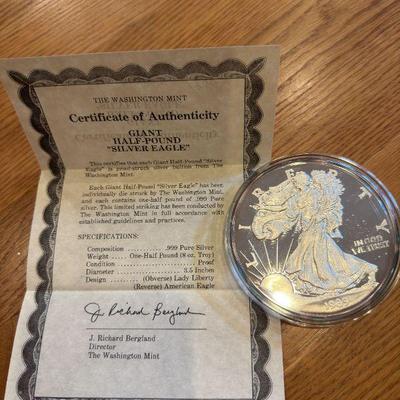 THE WASHINGTON MINT
Certificate of Authenticity
GIANT
HALF-POUND
"SILVER EAGLE"
This certifies that each Giant Half-Pound "Silver
Eagle" is proof-struck silver bullion from The
Washington Mint.
Each Giant Half-Pound "Silver Eagle" has been
individually die struck by The Washington Mint,
and each contains one-half pound of .999 Pure
silver. This limited striking has been conducted by
The Washington Mint in full accordance with
established guidelines and practices.
SPECIFICATIONS:
Composition .................. .999 Pure Silver
Weight ...... One-Half Pound (8 oz. Troy)
Condition ................................ Proof
Diameter ........................... 3.5 Inches
Design ............. (Obverse) Lady Liberty
(Reverse) American Eagle
J. Richard Bergland
J. Richard Bergland
Director
The Washington Mint
LIBERTY
IN GOD
WE TRUST